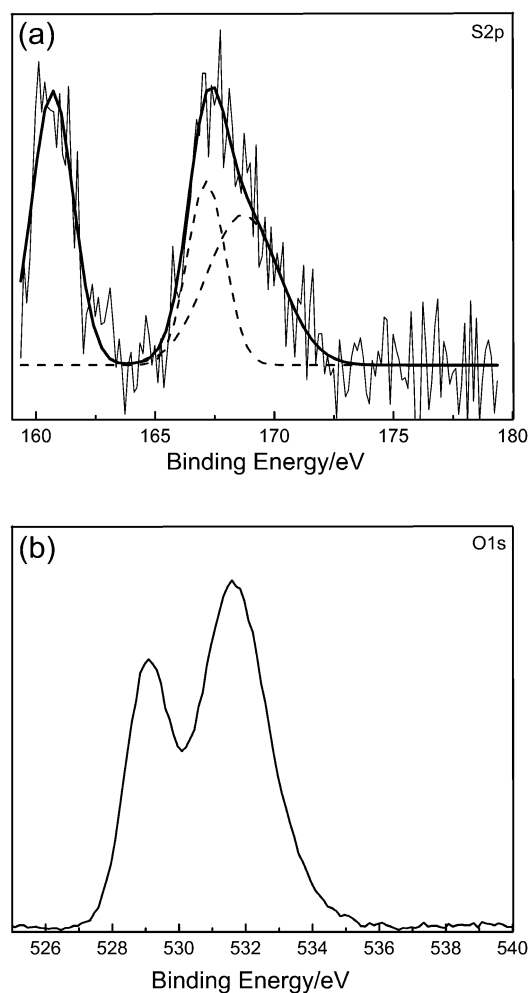 (a) S2p
160 165 170 175 180
Binding Energy/eV
(b) O1s
526 528 530 532 534 536 538 540
Binding Energy/eV